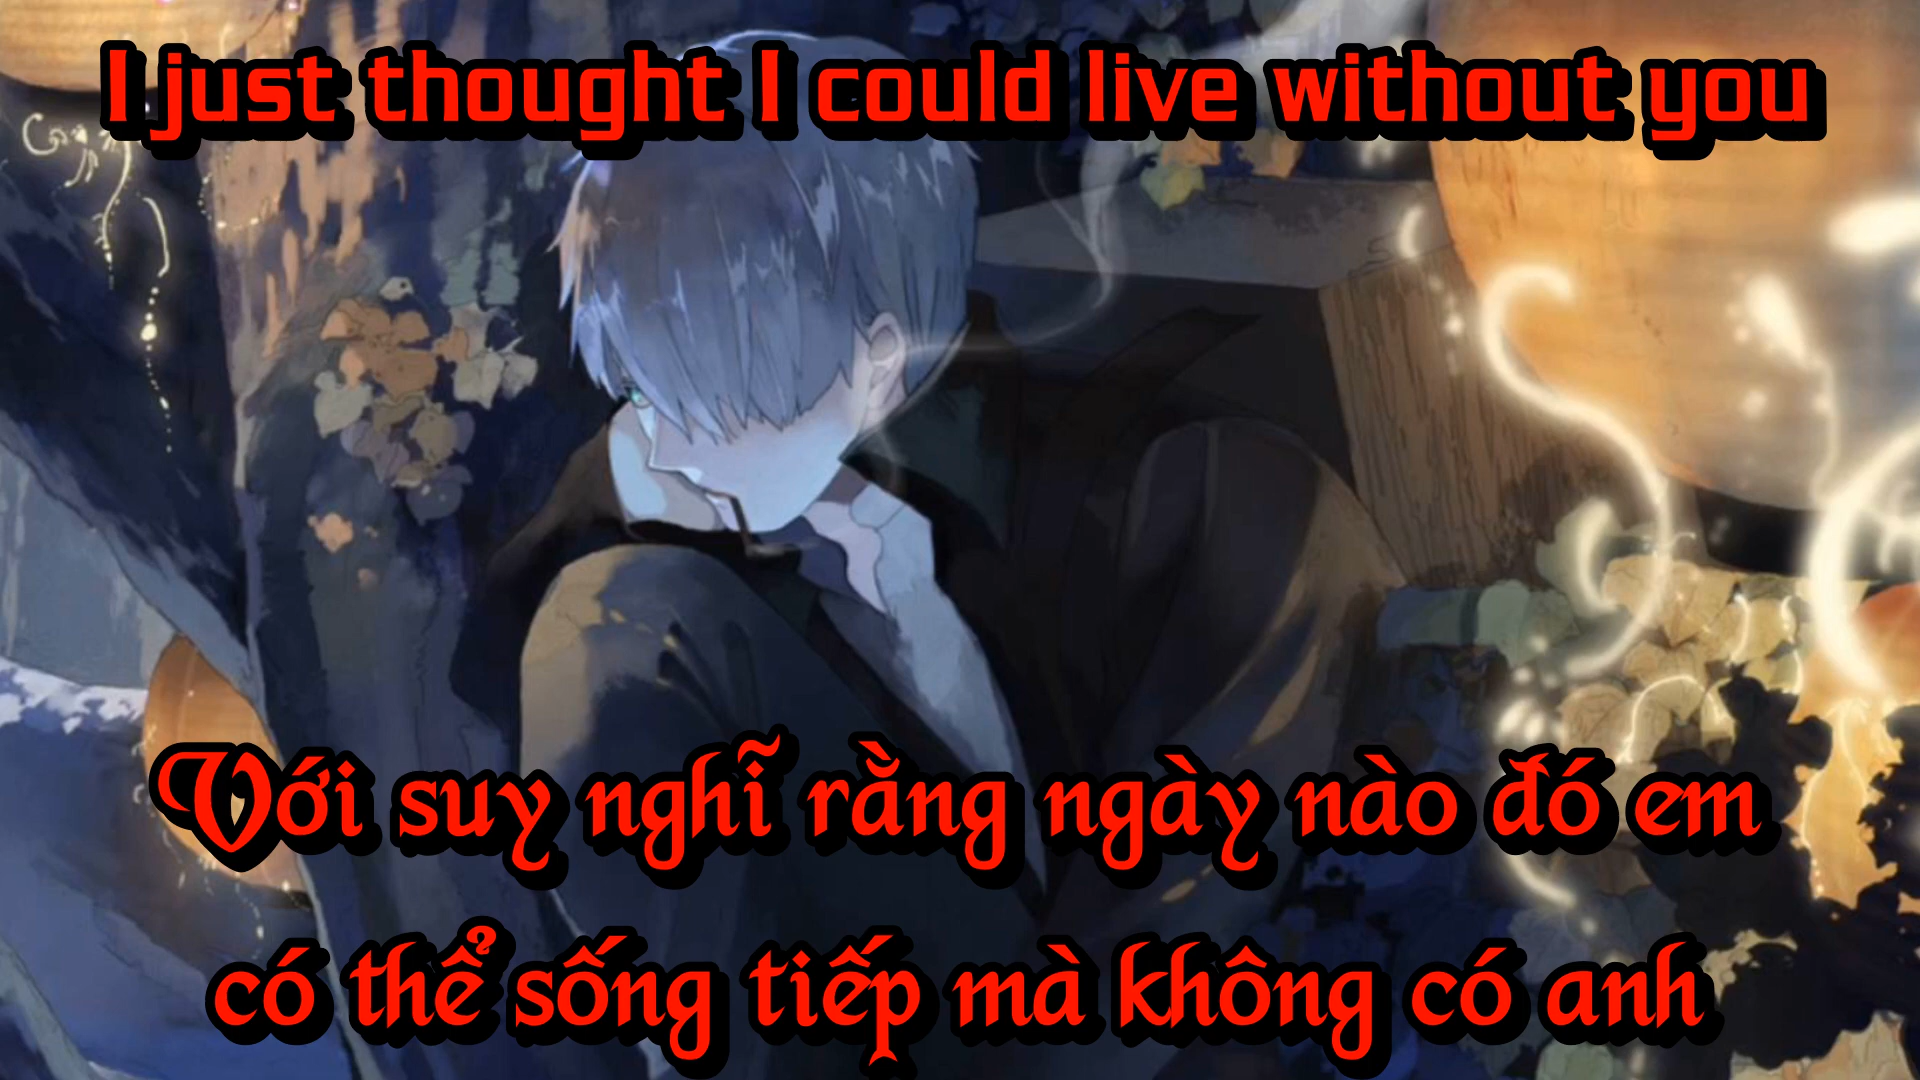 I just thought I could live without you
Với suy nghĩ rằng ngày nào đó em
có thể sống tiếp mà không có anh